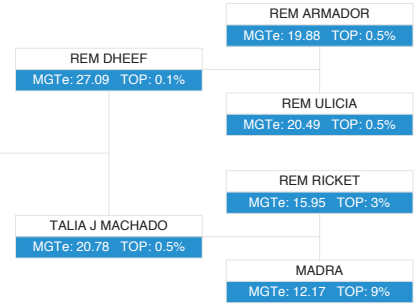 REM ARMADOR
MGTe: 19.88 TOP: 0.5%
REM DHEEF
MGTe: 27.09 TOP: 0.1%
REM ULICIA
MGTe: 20.49 TOP: 0.5%
REM RICKET
MGTe: 15.95 TOP: 3%
TALIA J MACHADO
MGTe: 20.78 TOP: 0.5%
MADRA
MGTe: 12.17 TOP: 9%